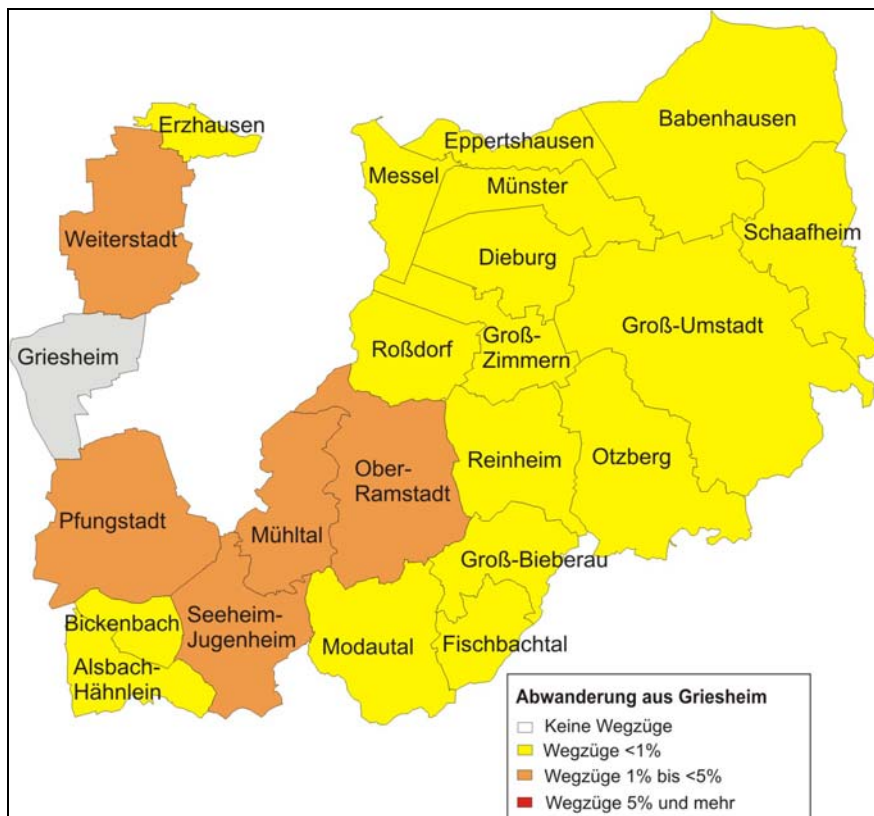 Erzhausen
Babenhausen
Eppertshausen
Messel
Münster
Schaafheim
Weiterstadt
Dieburg
Groß-Umstadt
Griesheim
Roßdorf
Groß-
Zimmern
Ober-
Ramstadt
Reinheim
Otzberg
Pfungstadt
Mühltal
Groß-Bieberau
Bickenbach
Seeheim-
Jugenheim
Modautal
Fischbachtal
Alsbach-
Hähnlein
Abwanderung aus Griesheim
Keine Wegzüge
Wegzüge <1%
Wegzüge 1% bis <5%
Wegzüge 5% und mehr